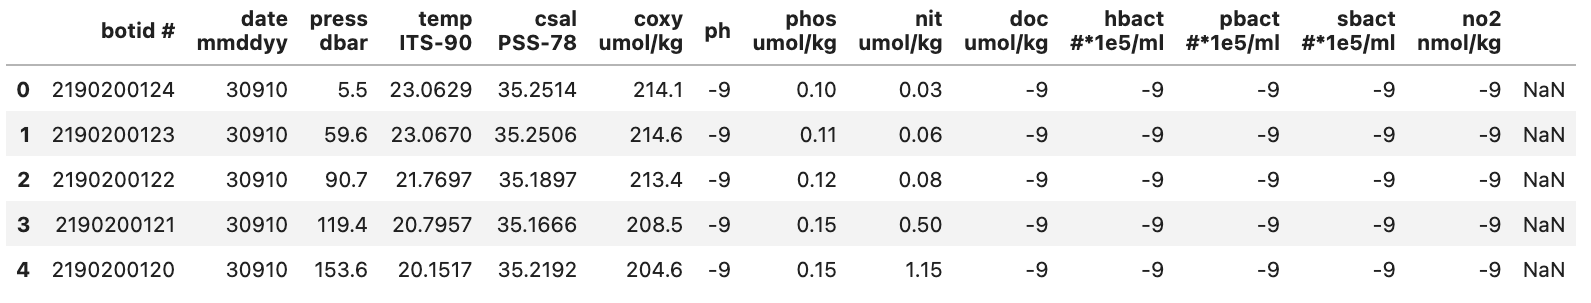 botid # date press temp csal coxy ph phos nit doc hbact pbact sbact no2
mmddyy dbar ITS-90 PSS-78 umol/kg umol/kg umol/kg umol/kg #*1e5/ml #*1e5/ml #*1e5/ml nmol/kg
0 2190200124 30910 5.5 23.0629 35.2514 214.1 -9 0.10 0.03 -9 -9 -9 -9 -9 NaN
1 2190200123 30910 59.6 23.0670 35.2506 214.6 -9 0.11 0.06 -9 -9 -9 -9 -9 NaN
2 2190200122 30910 90.7 21.7697 35.1897 213.4 -9 0.12 0.08 -9 -9 -9 -9 -9 NaN
3 2190200121 30910 119.4 20.7957 35.1666 208.5 -9 0.15 0.50 -9 -9 -9 -9 -9 NaN
4 2190200120 30910 153.6 20.1517 35.2192 204.6 -9 0.15 1.15 -9 -9 -9 -9 -9 NaN